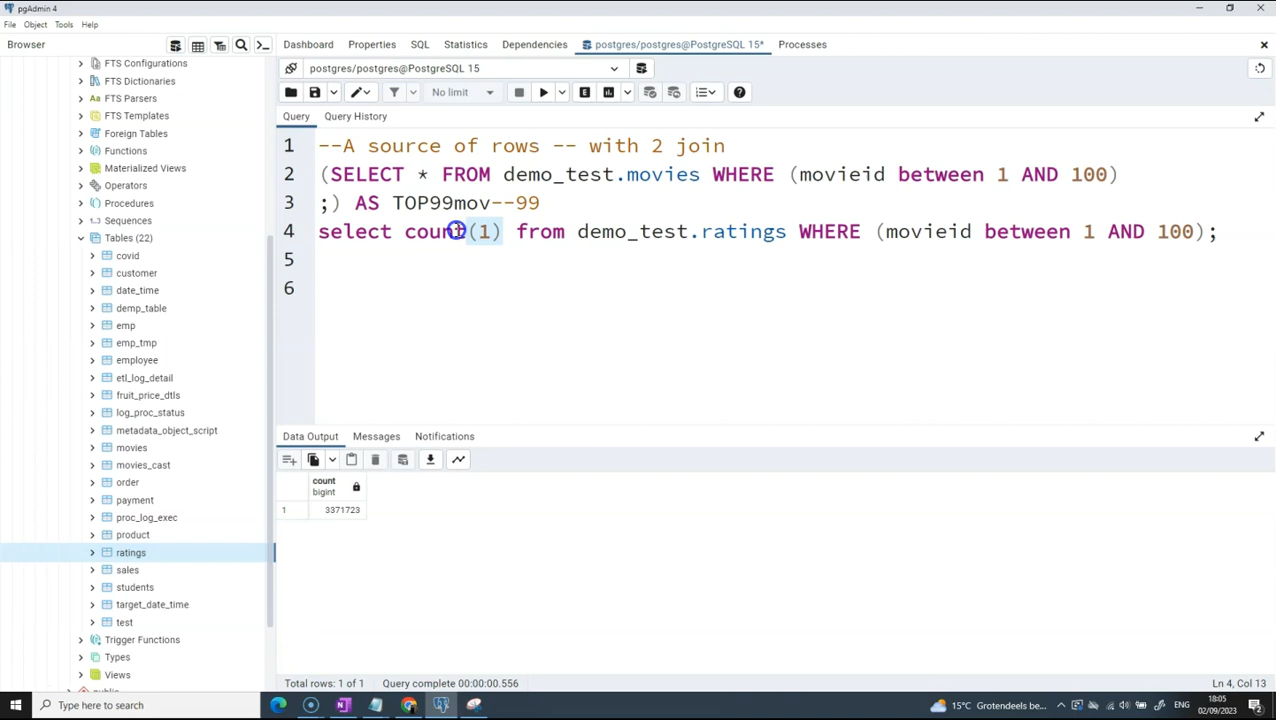 pgAdmin 4
File Object Tools Help
Browser
Dashboard Properties SQL Statistics Dependencies postgres/postgres@PostgreSQL 15* Processes
postgres/postgres@PostgreSQL 15
No limit
Query Query History
1 --A source of rows -- with 2 join
2 (SELECT * FROM demo_test.movies WHERE (movieid between 1 AND 100)
3 ;) AS TOP99mov--99
4 select count(1) from demo_test.ratings WHERE (movieid between 1 AND 100);
5
6
FTS Configurations
FTS Dictionaries
FTS Parsers
FTS Templates
Foreign Tables
Functions
Materialized Views
Operators
Procedures
Sequences
Tables (22)
covid
customer
date_time
demp_table
emp
emp_tmp
employee
etl_log_detail
fruit_price_dtls
log_proc_status
metadata_object_script
movies
movies_cast
order
payment
proc_log_exec
product
ratings
sales
students
target_date_time
test
Trigger Functions
Types
Views
Data Output Messages Notifications
count
bigint
1 3371723
Total rows: 1 of 1 Query complete 00:00:00.556 Ln 4, Col 13
Type here to search
15°C Grotendeels be... ENG
18:05
02/09/2023
2